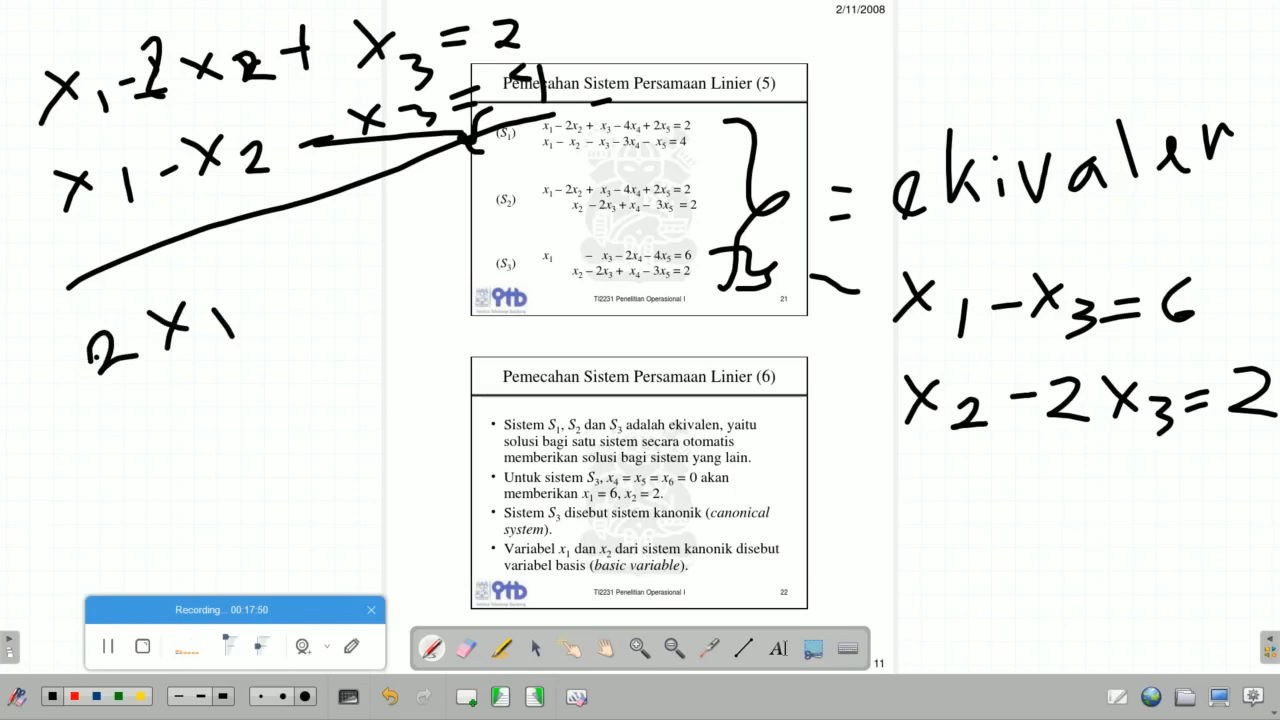 2/11/2008
x₁ - 2x₂ + x₃ = 2
x₁ - x₂ - x₃ = 4
2x₁
Pemecahan Sistem Persamaan Linier (5)
(S₁) x₁ – 2x₂ + x₃ – 4x₄ + 2x₅ = 2
x₁ – x₂ – x₃ – 3x₄ – x₅ = 4
(S₂) x₁ – 2x₂ + x₃ – 4x₄ + 2x₅ = 2
x₂ – 2x₃ + x₄ – 3x₅ = 2
(S₃) x₁ – x₃ – 2x₄ – 4x₅ = 6
x₂ – 2x₃ + x₄ – 3x₅ = 2
TI2231 Penelitian Operasional I 21
= ekivalen
x₁ - x₃ = 6
x₂ - 2x₃ = 2
Pemecahan Sistem Persamaan Linier (6)
• Sistem S₁, S₂ dan S₃ adalah ekivalen, yaitu
solusi bagi satu sistem secara otomatis
memberikan solusi bagi sistem yang lain.
• Untuk sistem S₃, x₄ = x₅ = x₆ = 0 akan
memberikan x₁ = 6, x₂ = 2.
• Sistem S₃ disebut sistem kanonik (canonical
system).
• Variabel x₁ dan x₂ dari sistem kanonik disebut
variabel basis (basic variable).
TI2231 Penelitian Operasional I 22
Recording... 00:17:50
11